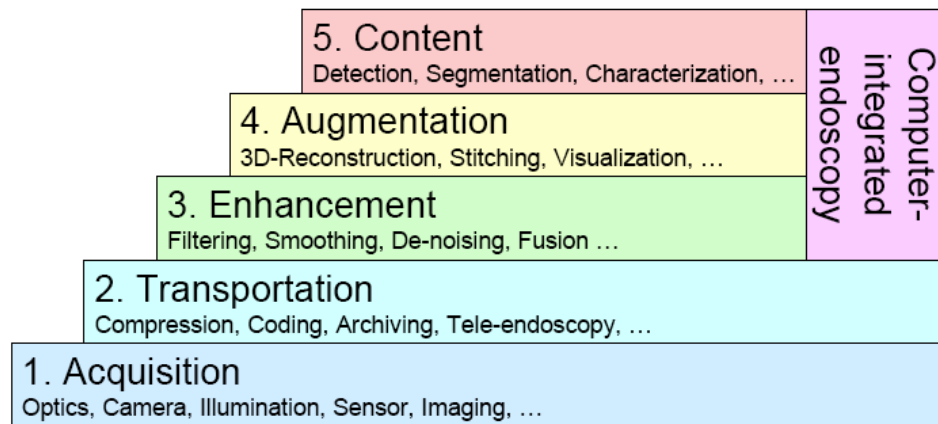 5. Content
Detection, Segmentation, Characterization, …
4. Augmentation
3D-Reconstruction, Stitching, Visualization, …
3. Enhancement
Filtering, Smoothing, De-noising, Fusion …
2. Transportation
Compression, Coding, Archiving, Tele-endoscopy, …
1. Acquisition
Optics, Camera, Illumination, Sensor, Imaging, …
Computer-
integrated
endoscopy